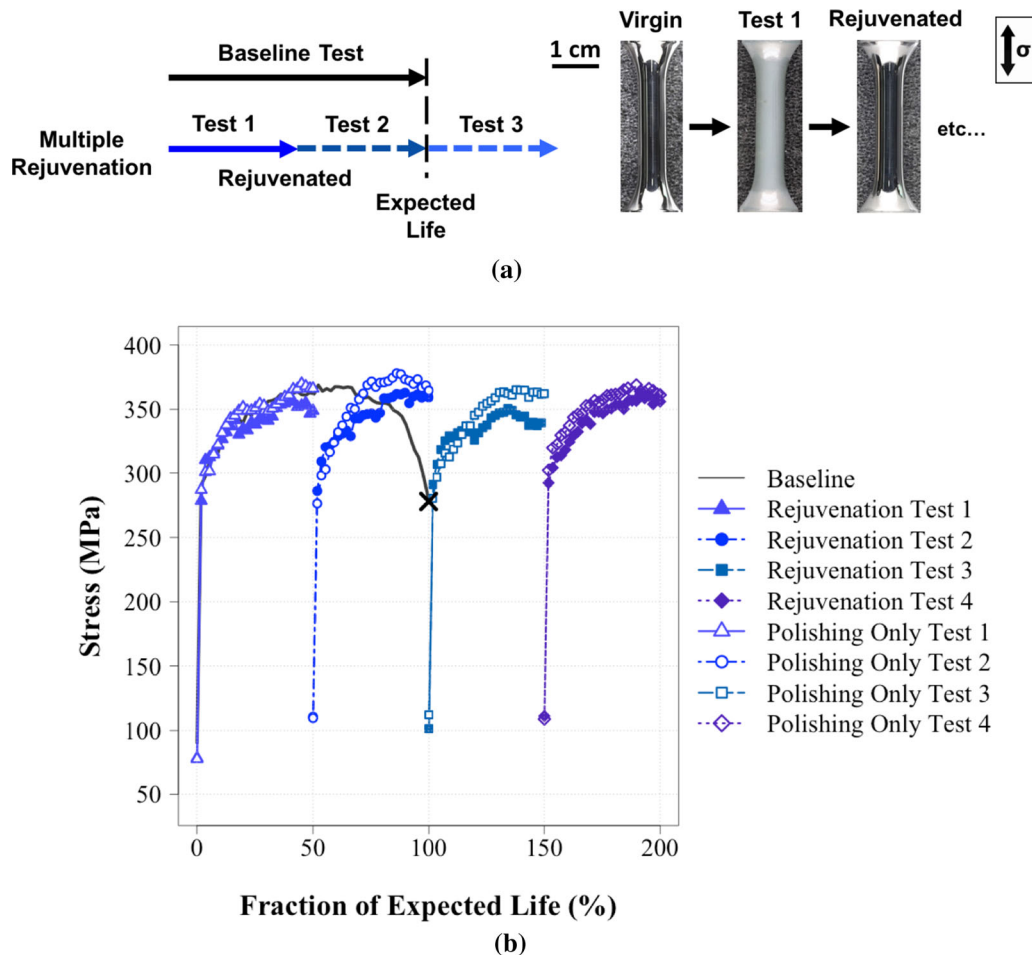 Baseline Test
Multiple
Rejuvenation
Test 1
Test 2
Test 3
Rejuvenated
Expected
Life
1 cm
Virgin
Test 1
Rejuvenated
etc...
σ
(a)
Stress (MPa)
400
350
300
250
200
150
100
50
0
50
100
150
200
Fraction of Expected Life (%)
Baseline
Rejuvenation Test 1
Rejuvenation Test 2
Rejuvenation Test 3
Rejuvenation Test 4
Polishing Only Test 1
Polishing Only Test 2
Polishing Only Test 3
Polishing Only Test 4
(b)